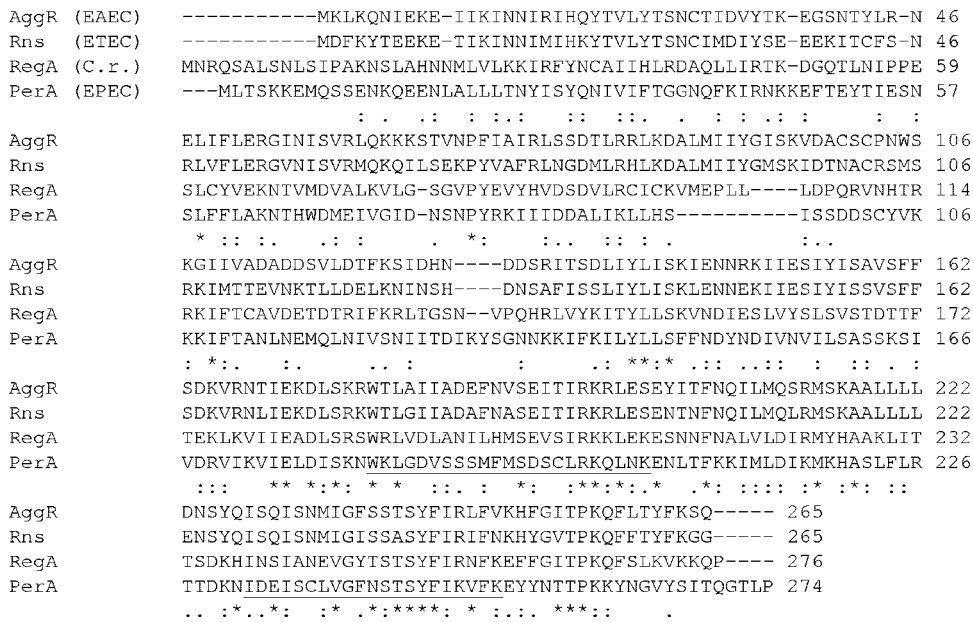 AggR (EAEC) -----------MKLKQNIEKE-IIKINNIRIHQYTVLYTSNCTIDVYTK-EGSNTYLR-N 46
Rns (ETEC) -----------MDFKYTEEKE-TIKINNIMIHKYTVLYTSNCIMDIYSE-EEKITCFS-N 46
RegA (C.r.) MNRQSALSNLSIPAKNSLAHNNMLVLKKIRFYNCAIIHLRDAQLLIRTK-DGQTLNIPPE 59
PerA (EPEC) ---MLTSKKEMQSSENKQEENLALLLTNYISYQNIVIFTGGNQFKIRNKKEFTEYTIESN 57
: . :. . :: :: : . : . : :
AggR ELIFLERGINISVRLQKKKSTVNPFIAIRLSSDTLRRLKDALMIIYGISKVDACSCPNWS 106
Rns RLVFLERGVNISVRMQKQILSEKPYVAFRLNGDMLRHLKDALMIIYGMSKIDTNACRSMS 106
RegA SLCYVEKNTVMDVALKVLG-SGVPYEVYHVDSDVLRCICKVMEPLL----LDPQRVNHTR 114
PerA SLFFLAKNTHWDMEIVGID-NSNPYRKIIIDDALIKLLHS----------ISSDDSCYVK 106
* :: :. .: : . *: :.. :: : :..
AggR KGIIVADADDSVLDTFKSIDHN----DDSRITSDLIYLISKIENNRKIIESIYISAVSFF 162
Rns RKIMTTEVNKTLLDELKNINSH----DNSAFISSLIYLISKLENNEKIIESIYISSVSFF 162
RegA RKIFTCAVDETDTRIFKRLTGSN--VPQHRLVYKITYLLSKVNDIESLVYSLSVSTDTTF 172
PerA KKIFTANLNEMQLNIVSNIITDIKYSGNNKKIFKILYLLSFFNDYNDIVNVILSASSKSI 166
: *: :. . : : : **:* :: .:: : :: :
AggR SDKVRNTIEKDLSKRWTLAIIADEFNVSEITIRKRLESEYITFNQILMQSRMSKAALLLL 222
Rns SDKVRNLIEKDLSKRWTLGIIADAFNASEITIRKRLESENTNFNQILMQLRMSKAALLLL 222
RegA TEKLKVIIEADLSRSWRLVDLANILHMSEVSIRKKLEKESNNFNALVLDIRMYHAAKLIT 232
PerA VDRVIKVIELDISKNWKLGDVSSSMFMSDSCLRKQLNKENLTFKKIMLDIKMKHASLFLR 226
::: ** *:*: * * ::. : *: :**:*:.* .*: :::: :* :*: ::
AggR DNSYQISQISNMIGFSSTSYFIRLFVKHFGITPKQFLTYFKSQ----- 265
Rns ENSYQISQISNMIGISSASYFIRIFNKHYGVTPKQFFTYFKGG----- 265
RegA TSDKHINSIANEVGYTSTSYFIRNFKEFFGITPKQFSLKVKKQP---- 276
PerA TTDKNIDEISCLVGFNSTSYFIKVFKEYYNTTPKKYNGVYSITQGTLP 274
.. :*..*: :* .*:****: * :.: ***:: .